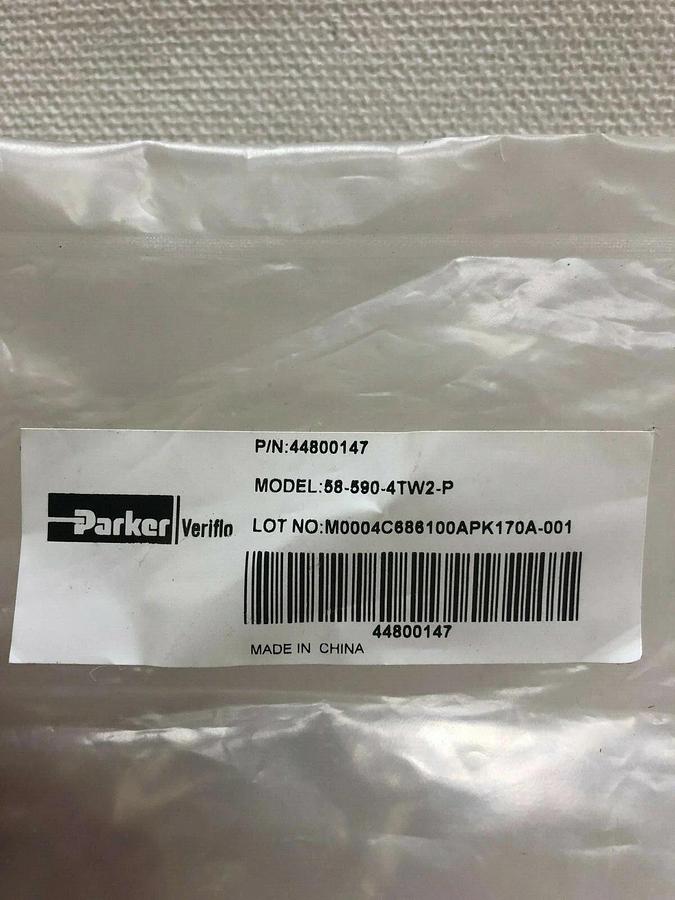 P/N:44800147
MODEL:58-590-4TW2-P
Parker Veriflo
LOT NO:M0004C686100APK170A-001
44800147
MADE IN CHINA